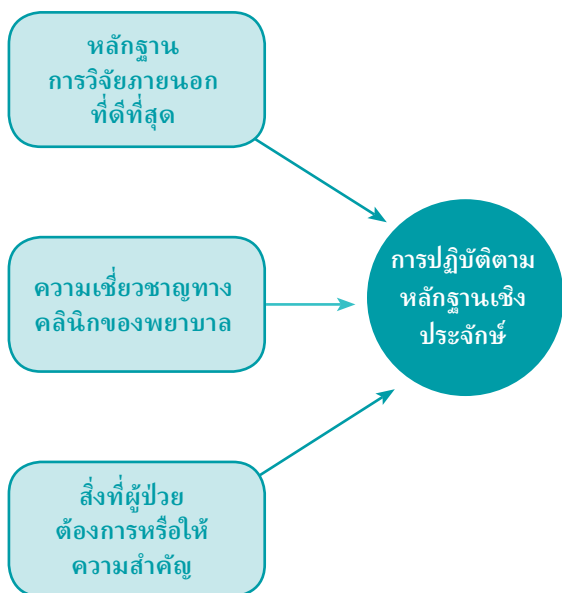 หลักฐาน
การวิจัยภายนอก
ที่ดีที่สุด
ความเชี่ยวชาญทาง
คลินิกของพยาบาล
สิ่งที่ผู้ป่วย
ต้องการหรือให้
ความสำคัญ
การปฏิบัติตาม
หลักฐานเชิง
ประจักษ์